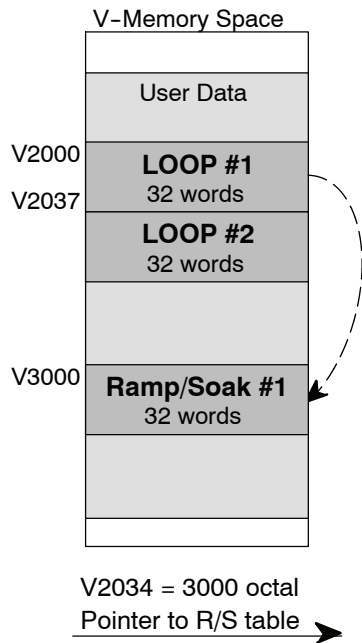 V-Memory Space
User Data
V2000
LOOP #1
32 words
V2037
LOOP #2
32 words
V3000
Ramp/Soak #1
32 words
V2034 = 3000 octal
Pointer to R/S table